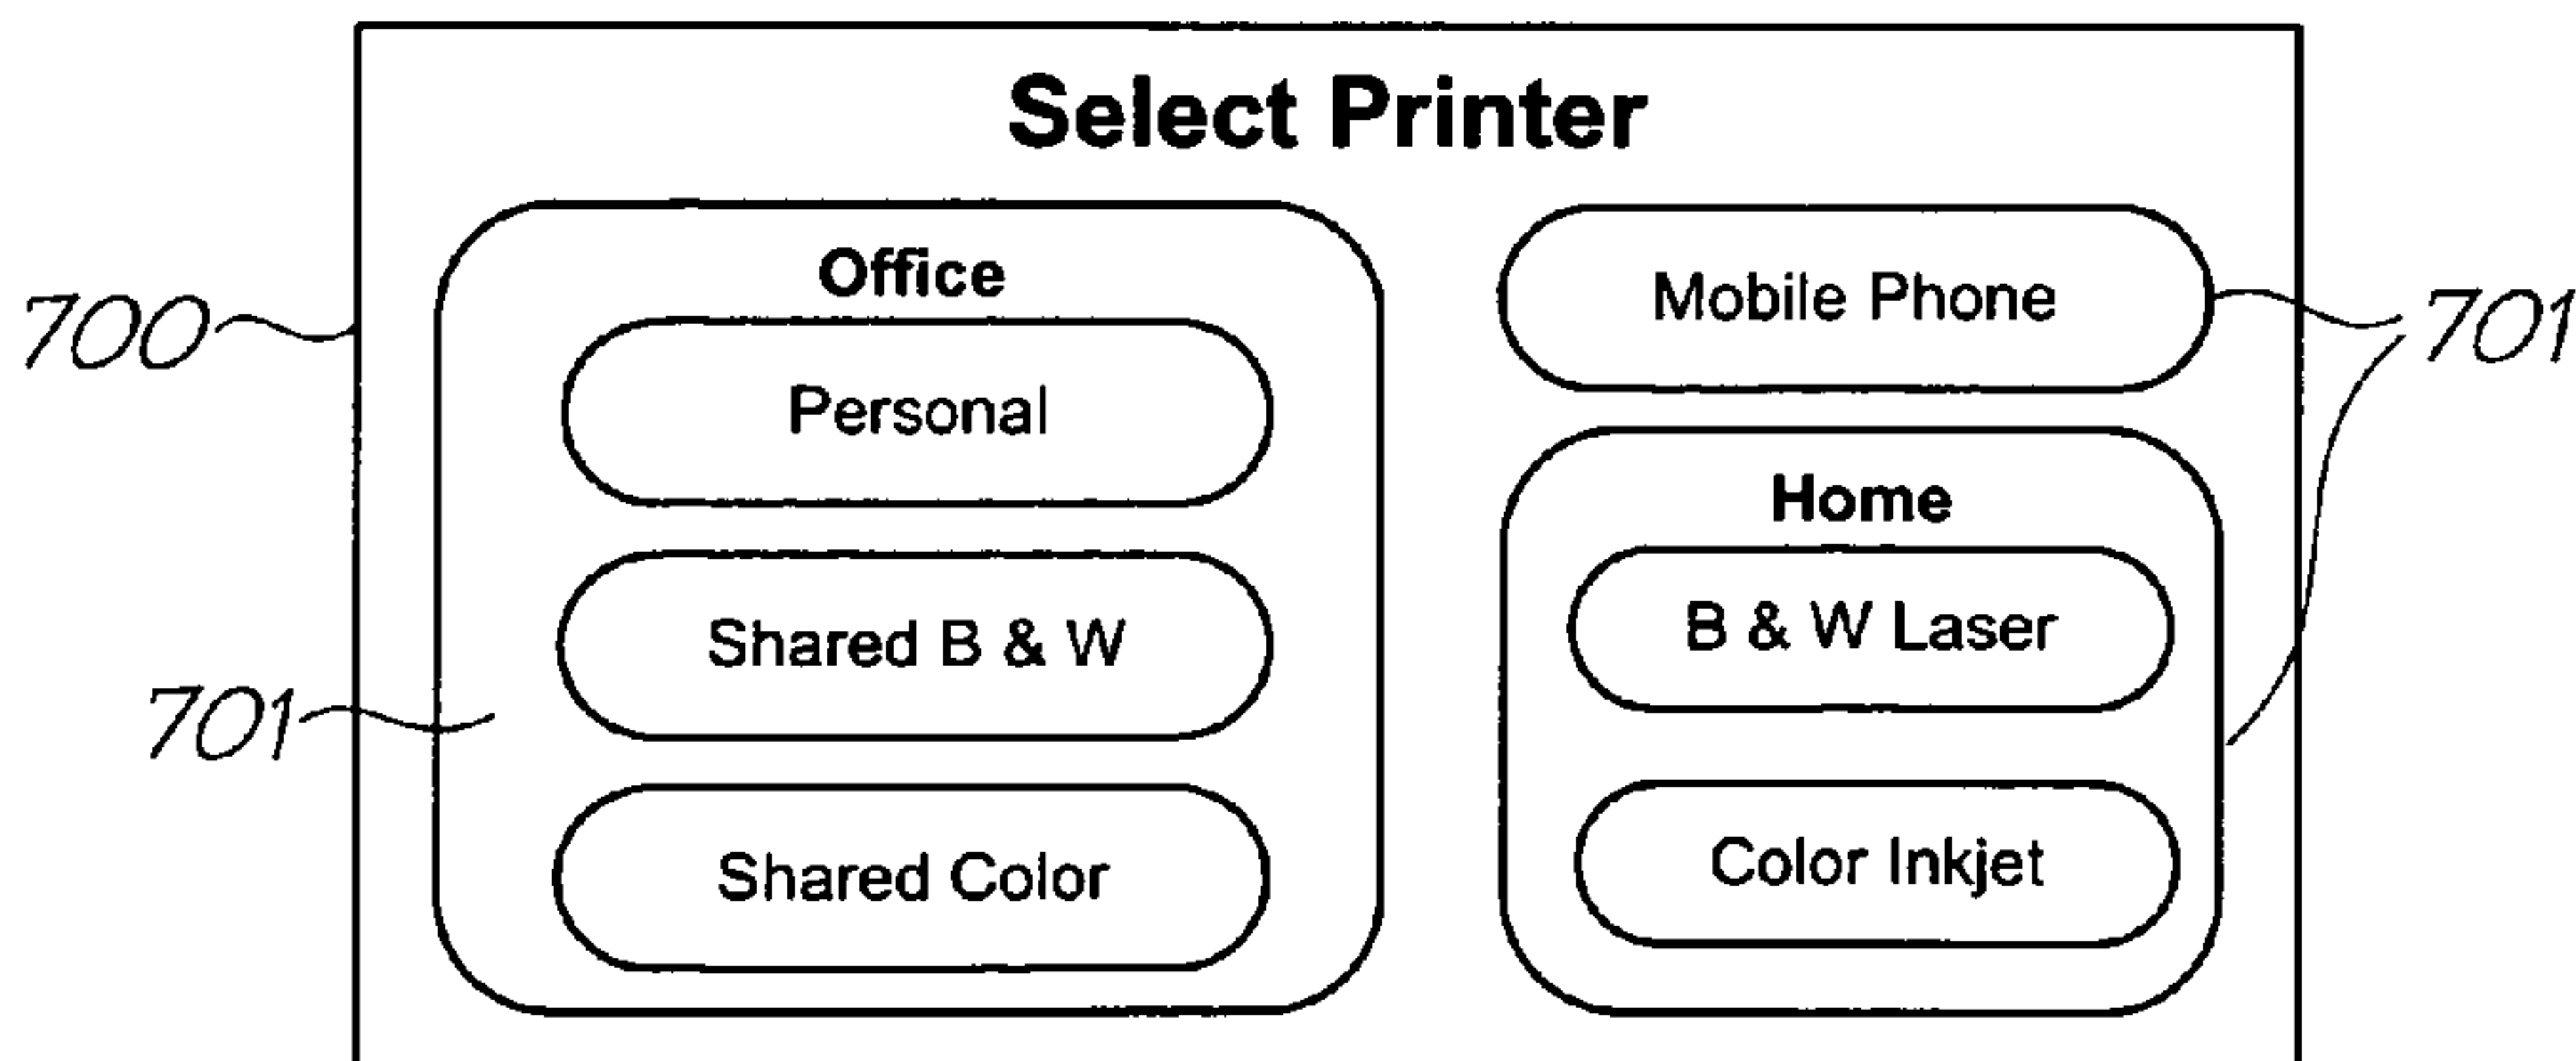 Select Printer
Office
Personal
Shared B & W
Shared Color
Mobile Phone
Home
B & W Laser
Color Inkjet
700
701
701